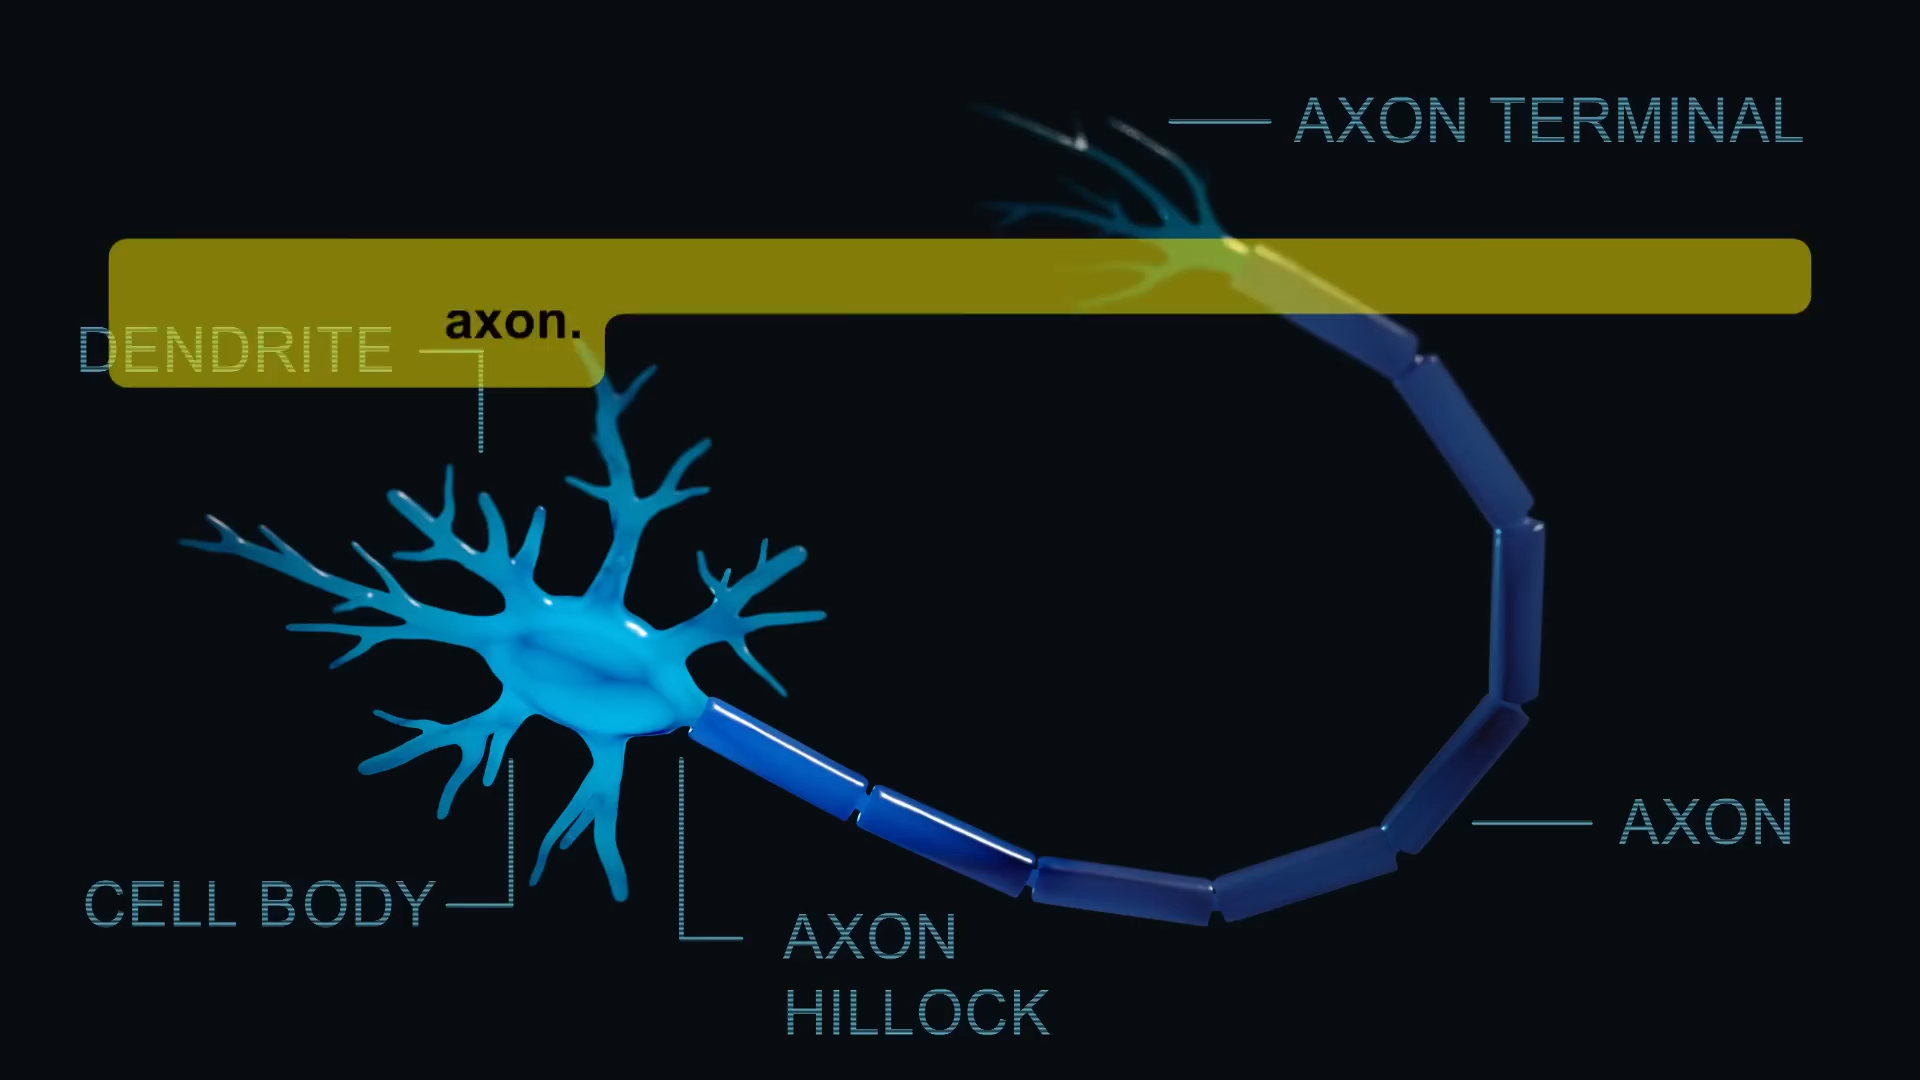 AXON TERMINAL
axon.
DENDRITE
AXON
CELL BODY
AXON
HILLOCK